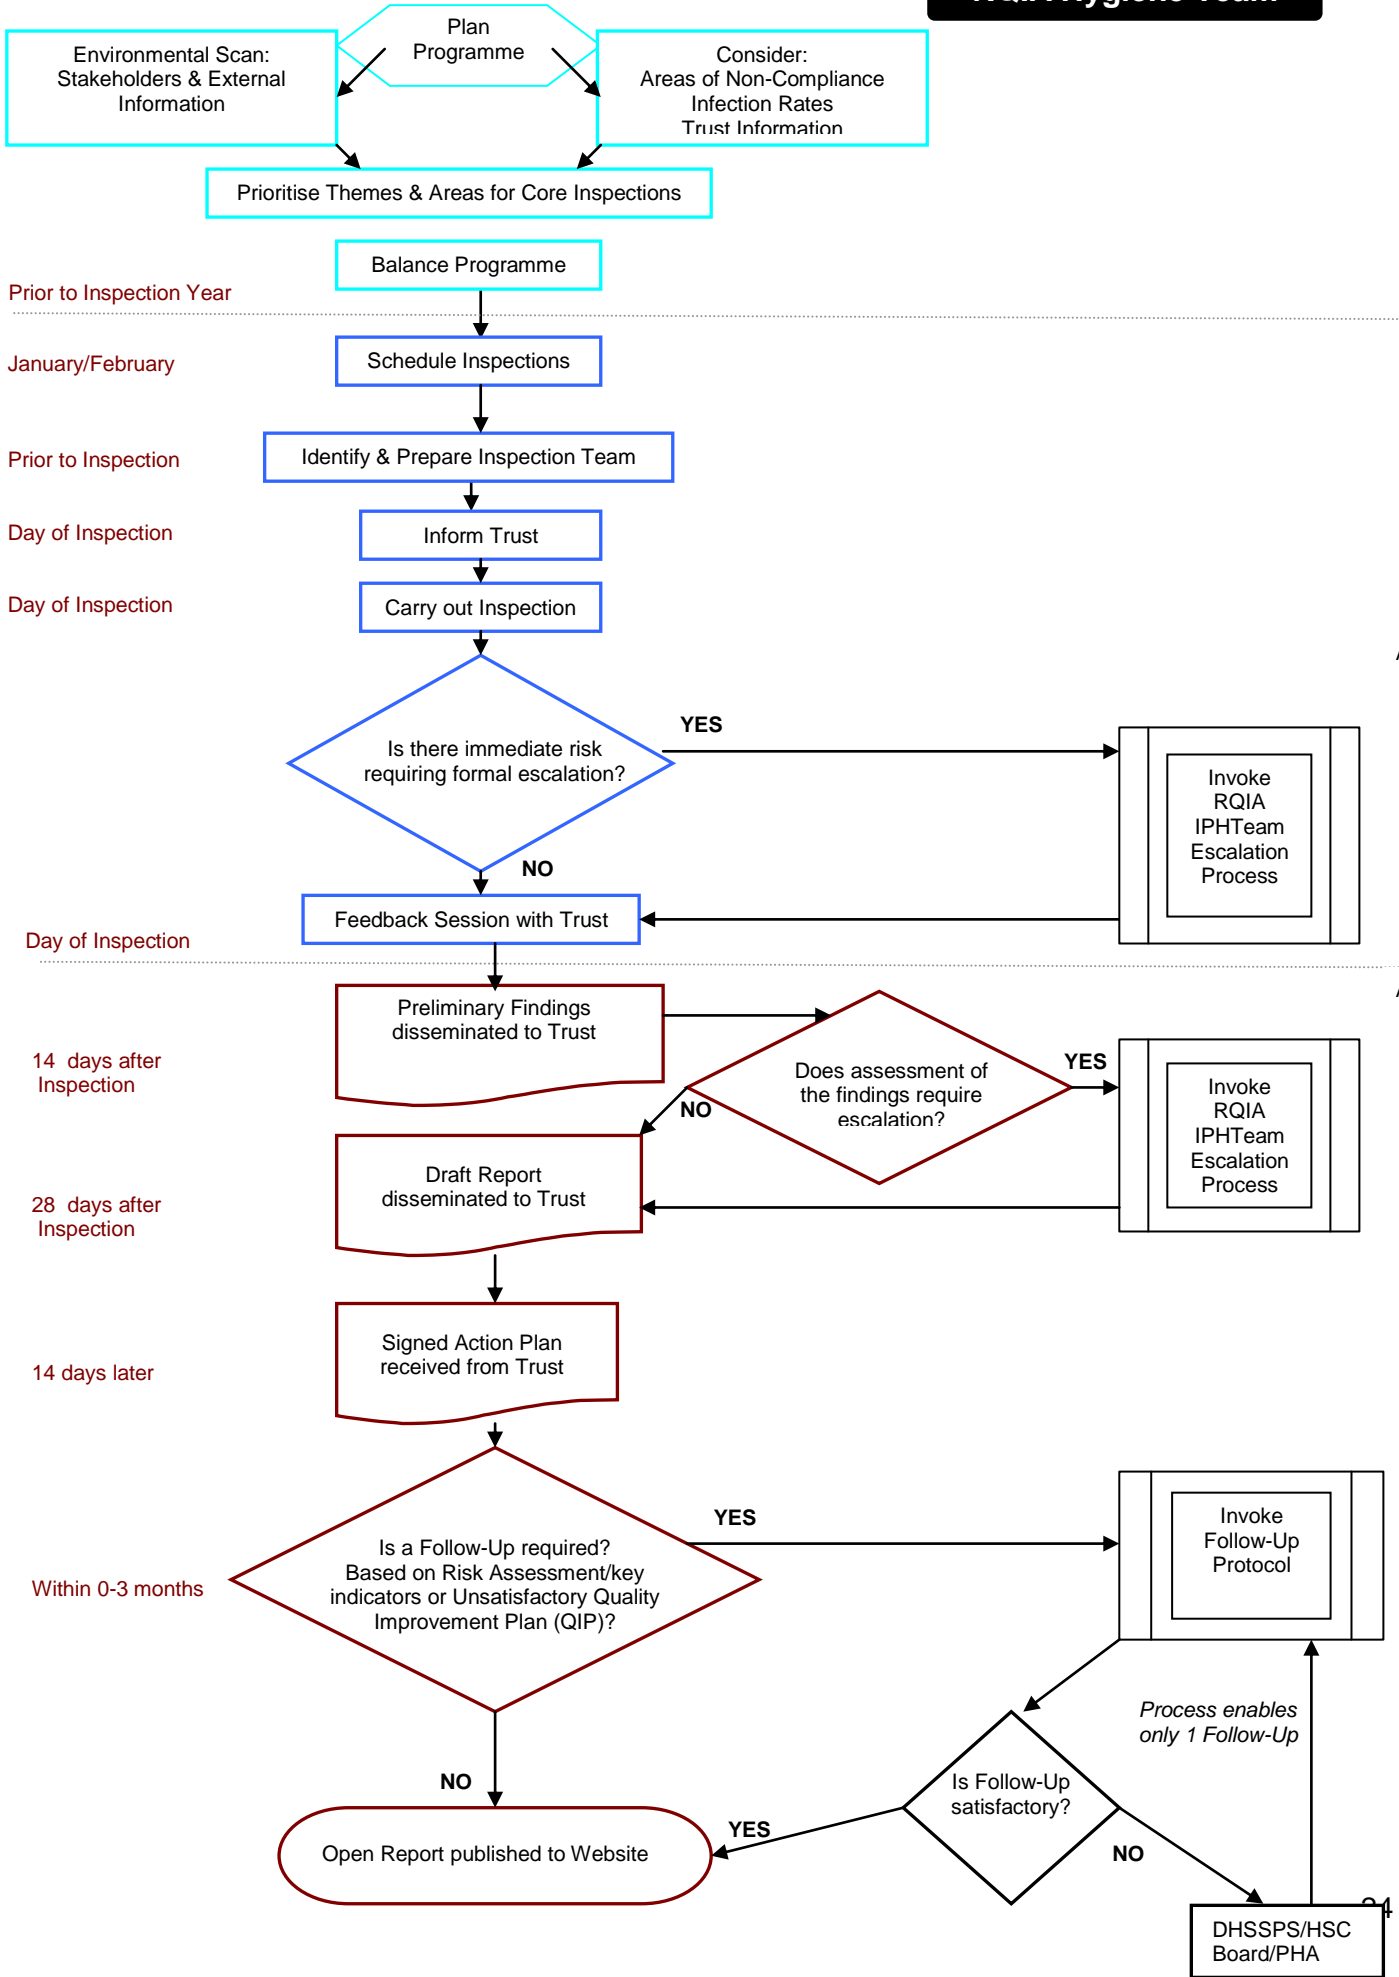 Hygiene Team
Plan
Programme
Environmental Scan:
Stakeholders & External
Information
Consider:
Areas of Non-Compliance
Infection Rates
Trust Information
Prioritise Themes & Areas for Core Inspections
Balance Programme
Prior to Inspection Year
January/February
Schedule Inspections
Prior to Inspection
Identify & Prepare Inspection Team
Day of Inspection
Inform Trust
Day of Inspection
Carry out Inspection
Is there immediate risk
requiring formal escalation?
YES
Invoke
RQIA
IPHTeam
Escalation
Process
NO
Feedback Session with Trust
Day of Inspection
Preliminary Findings
disseminated to Trust
14 days after
Inspection
Does assessment of
the findings require
escalation?
YES
NO
Invoke
RQIA
IPHTeam
Escalation
Process
Draft Report
disseminated to Trust
28 days after
Inspection
Signed Action Plan
received from Trust
14 days later
Is a Follow-Up required?
Based on Risk Assessment/key
indicators or Unsatisfactory Quality
Improvement Plan (QIP)?
Within 0-3 months
YES
Invoke
Follow-Up
Protocol
Process enables
only 1 Follow-Up
NO
Is Follow-Up
satisfactory?
YES
NO
Open Report published to Website
DHSSPS/HSC
Board/PHA